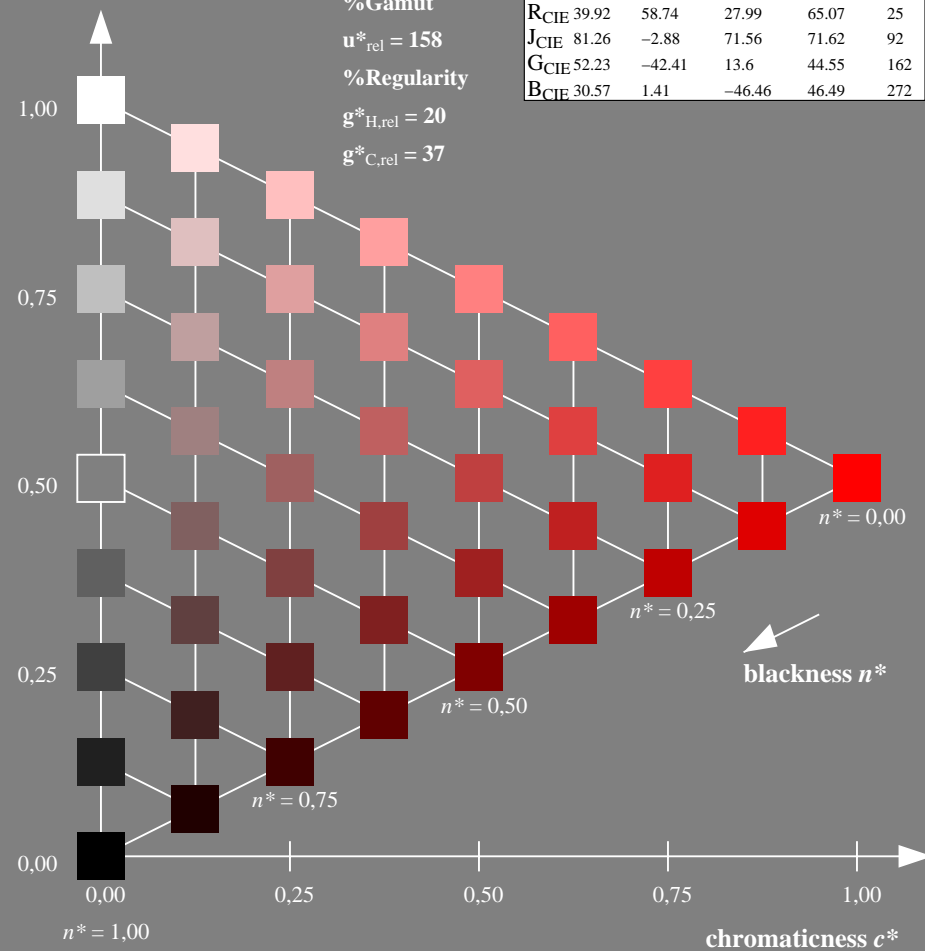 %Gamut
u*rel = 158
%Regularity
g*H,rel = 20
g*C,rel = 37
RCIE 39.92 58.74 27.99 65.07 25
JCIE 81.26 –2.88 71.56 71.62 92
GCIE 52.23 –42.41 13.6 44.55 162
BCIE 30.57 1.41 –46.46 46.49 272
1,00
0,75
0,50
n* = 0,00
n* = 0,25
0,25
blackness n*
n* = 0,50
n* = 0,75
0,00
0,00 0,25 0,50 0,75 1,00
n* = 1,00
chromaticness c*